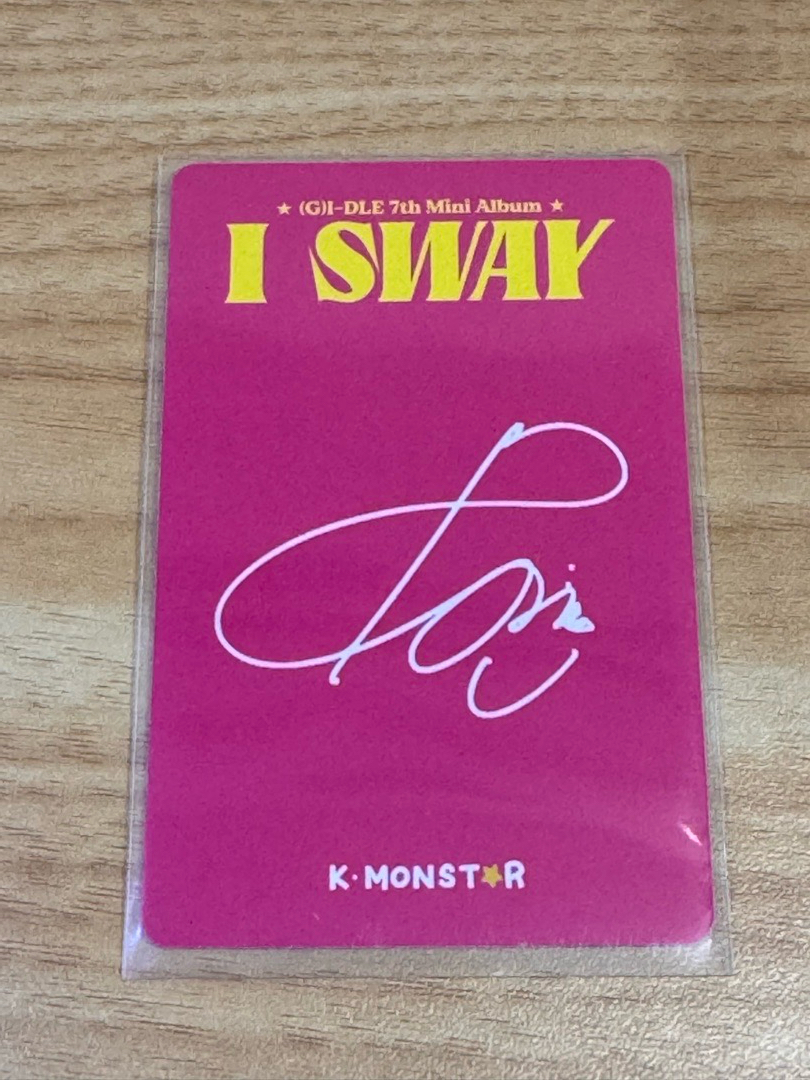 ★ (G)I-DLE 7th Mini Album ★
I SWAY
K·MONST★R